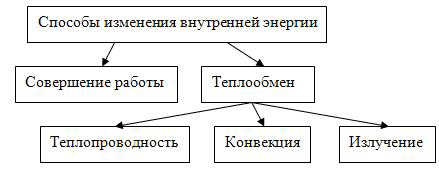 Способы изменения внутренней энергии
Совершение работы
Теплообмен
Теплопроводность
Конвекция
Излучение